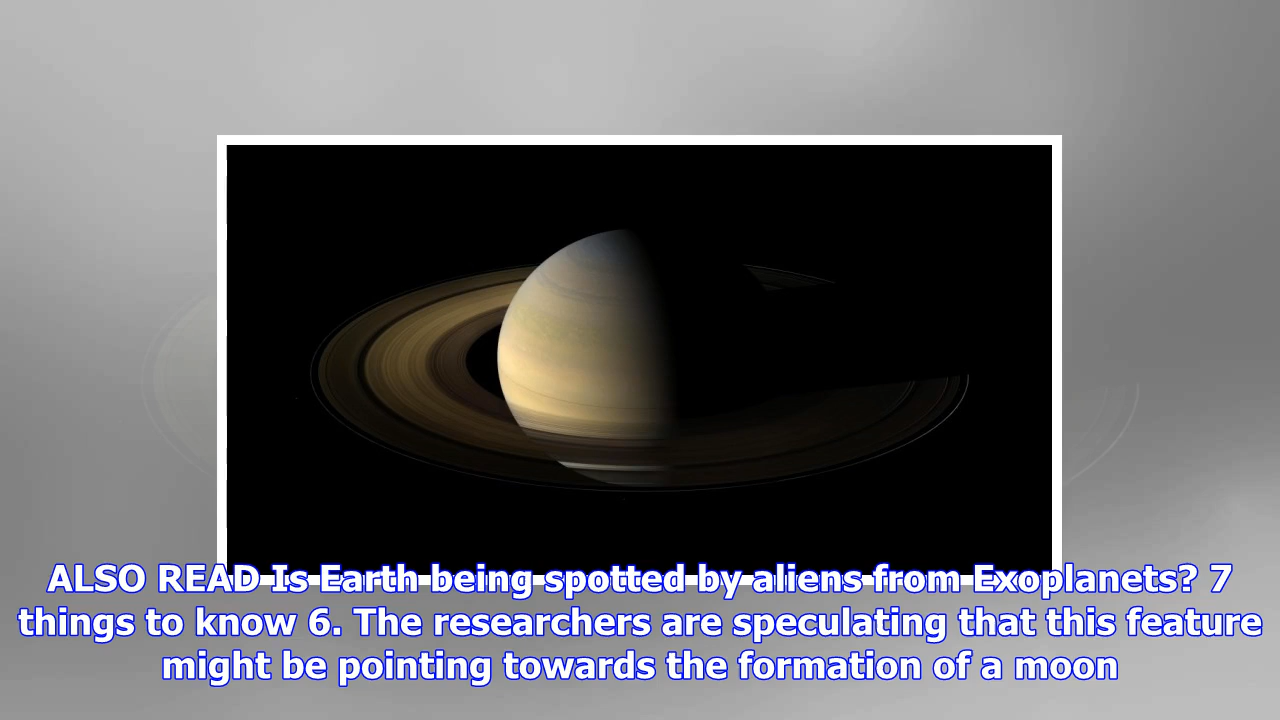 ALSO READ Is Earth being spotted by aliens from Exoplanets? 7
things to know 6. The researchers are speculating that this feature
might be pointing towards the formation of a moon